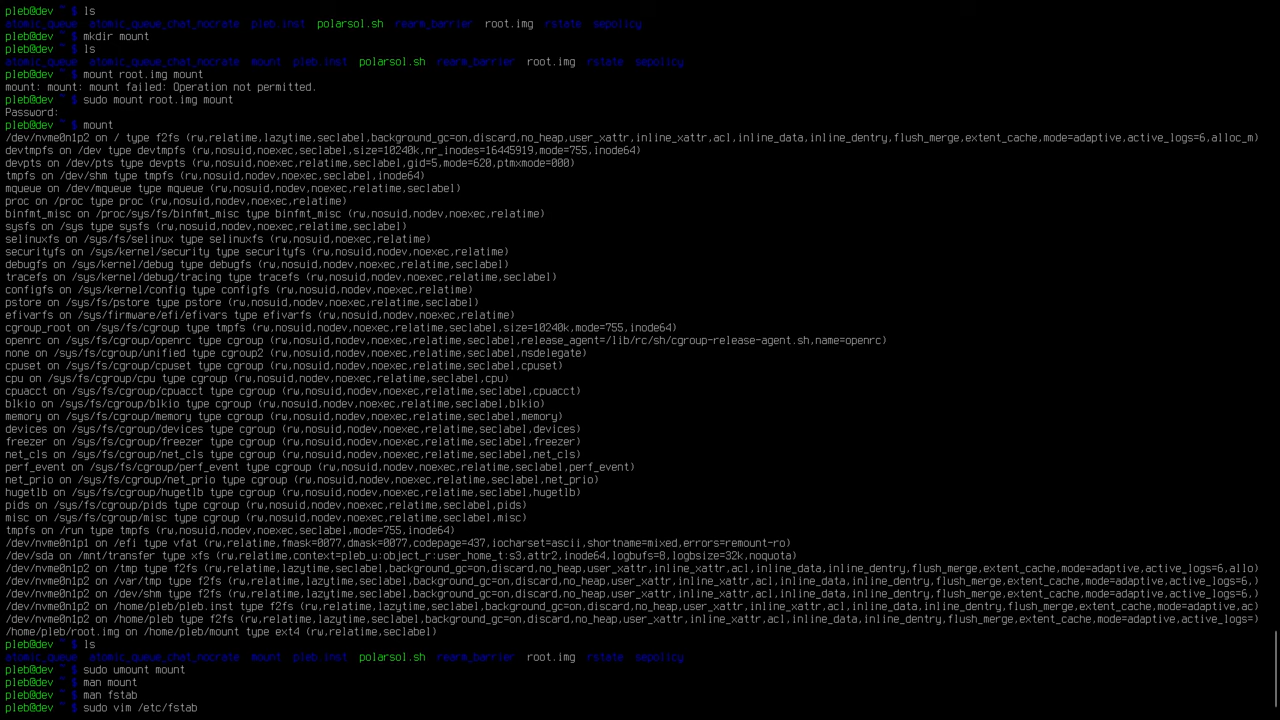 pleb@dev ~ $ ls
atomic_queue  atomic_queue_chat_nocrate  pleb.inst  polarsol.sh  rearm_barrier  root.img  rstate  sepolicy
pleb@dev ~ $ mkdir mount
pleb@dev ~ $ ls
atomic_queue  atomic_queue_chat_nocrate  mount  pleb.inst  polarsol.sh  rearm_barrier  root.img  rstate  sepolicy
pleb@dev ~ $ mount root.img mount
mount: mount: mount failed: Operation not permitted.
pleb@dev ~ $ sudo mount root.img mount
Password:
pleb@dev ~ $ mount
/dev/nvme0n1p2 on / type f2fs (rw,relatime,lazytime,seclabel,background_gc=on,discard,no_heap,user_xattr,inline_xattr,acl,inline_data,inline_dentry,flush_merge,extent_cache,mode=adaptive,active_logs=6,alloc_m)
devtmpfs on /dev type devtmpfs (rw,nosuid,noexec,seclabel,size=10240k,nr_inodes=16445919,mode=755,inode64)
devpts on /dev/pts type devpts (rw,nosuid,noexec,relatime,seclabel,gid=5,mode=620,ptmxmode=000)
tmpfs on /dev/shm type tmpfs (rw,nosuid,nodev,noexec,seclabel,inode64)
mqueue on /dev/mqueue type mqueue (rw,nosuid,nodev,noexec,relatime,seclabel)
proc on /proc type proc (rw,nosuid,nodev,noexec,relatime)
binfmt_misc on /proc/sys/fs/binfmt_misc type binfmt_misc (rw,nosuid,nodev,noexec,relatime)
sysfs on /sys type sysfs (rw,nosuid,nodev,noexec,relatime,seclabel)
selinuxfs on /sys/fs/selinux type selinuxfs (rw,nosuid,noexec,relatime)
securityfs on /sys/kernel/security type securityfs (rw,nosuid,nodev,noexec,relatime)
debugfs on /sys/kernel/debug type debugfs (rw,nosuid,nodev,noexec,relatime,seclabel)
tracefs on /sys/kernel/debug/tracing type tracefs (rw,nosuid,nodev,noexec,relatime,seclabel)
configfs on /sys/kernel/config type configfs (rw,nosuid,nodev,noexec,relatime)
pstore on /sys/fs/pstore type pstore (rw,nosuid,nodev,noexec,relatime,seclabel)
efivarfs on /sys/firmware/efi/efivars type efivarfs (rw,nosuid,nodev,noexec,relatime)
cgroup_root on /sys/fs/cgroup type tmpfs (rw,nosuid,nodev,noexec,relatime,seclabel,size=10240k,mode=755,inode64)
openrc on /sys/fs/cgroup/openrc type cgroup (rw,nosuid,nodev,noexec,relatime,seclabel,release_agent=/lib/rc/sh/cgroup-release-agent.sh,name=openrc)
none on /sys/fs/cgroup/unified type cgroup2 (rw,nosuid,nodev,noexec,relatime,seclabel,nsdelegate)
cpuset on /sys/fs/cgroup/cpuset type cgroup (rw,nosuid,nodev,noexec,relatime,seclabel,cpuset)
cpu on /sys/fs/cgroup/cpu type cgroup (rw,nosuid,nodev,noexec,relatime,seclabel,cpu)
cpuacct on /sys/fs/cgroup/cpuacct type cgroup (rw,nosuid,nodev,noexec,relatime,seclabel,cpuacct)
blkio on /sys/fs/cgroup/blkio type cgroup (rw,nosuid,nodev,noexec,relatime,seclabel,blkio)
memory on /sys/fs/cgroup/memory type cgroup (rw,nosuid,nodev,noexec,relatime,seclabel,memory)
devices on /sys/fs/cgroup/devices type cgroup (rw,nosuid,nodev,noexec,relatime,seclabel,devices)
freezer on /sys/fs/cgroup/freezer type cgroup (rw,nosuid,nodev,noexec,relatime,seclabel,freezer)
net_cls on /sys/fs/cgroup/net_cls type cgroup (rw,nosuid,nodev,noexec,relatime,seclabel,net_cls)
perf_event on /sys/fs/cgroup/perf_event type cgroup (rw,nosuid,nodev,noexec,relatime,seclabel,perf_event)
net_prio on /sys/fs/cgroup/net_prio type cgroup (rw,nosuid,nodev,noexec,relatime,seclabel,net_prio)
hugetlb on /sys/fs/cgroup/hugetlb type cgroup (rw,nosuid,nodev,noexec,relatime,seclabel,hugetlb)
pids on /sys/fs/cgroup/pids type cgroup (rw,nosuid,nodev,noexec,relatime,seclabel,pids)
misc on /sys/fs/cgroup/misc type cgroup (rw,nosuid,nodev,noexec,relatime,seclabel,misc)
tmpfs on /run type tmpfs (rw,nosuid,nodev,noexec,seclabel,mode=755,inode64)
/dev/nvme0n1p1 on /efi type vfat (rw,relatime,fmask=0077,dmask=0077,codepage=437,iocharset=ascii,shortname=mixed,errors=remount-ro)
/dev/sda on /mnt/transfer type xfs (rw,relatime,context=pleb_u:object_r:user_home_t:s3,attr2,inode64,logbufs=8,logbsize=32k,noquota)
/dev/nvme0n1p2 on /tmp type f2fs (rw,relatime,lazytime,seclabel,background_gc=on,discard,no_heap,user_xattr,inline_xattr,acl,inline_data,inline_dentry,flush_merge,extent_cache,mode=adaptive,active_logs=6,allo)
/dev/nvme0n1p2 on /var/tmp type f2fs (rw,relatime,lazytime,seclabel,background_gc=on,discard,no_heap,user_xattr,inline_xattr,acl,inline_data,inline_dentry,flush_merge,extent_cache,mode=adaptive,active_logs=6,)
/dev/nvme0n1p2 on /dev/shm type f2fs (rw,relatime,lazytime,seclabel,background_gc=on,discard,no_heap,user_xattr,inline_xattr,acl,inline_data,inline_dentry,flush_merge,extent_cache,mode=adaptive,active_logs=6,)
/dev/nvme0n1p2 on /home/pleb/pleb.inst type f2fs (rw,relatime,lazytime,seclabel,background_gc=on,discard,no_heap,user_xattr,inline_xattr,acl,inline_data,inline_dentry,flush_merge,extent_cache,mode=adaptive,ac)
/dev/nvme0n1p2 on /home/pleb type f2fs (rw,relatime,lazytime,seclabel,background_gc=on,discard,no_heap,user_xattr,inline_xattr,acl,inline_data,inline_dentry,flush_merge,extent_cache,mode=adaptive,active_logs=)
/home/pleb/root.img on /home/pleb/mount type ext4 (rw,relatime,seclabel)
pleb@dev ~ $ ls
atomic_queue  atomic_queue_chat_nocrate  mount  pleb.inst  polarsol.sh  rearm_barrier  root.img  rstate  sepolicy
pleb@dev ~ $ sudo umount mount
pleb@dev ~ $ man mount
pleb@dev ~ $ man fstab
pleb@dev ~ $ sudo vim /etc/fstab